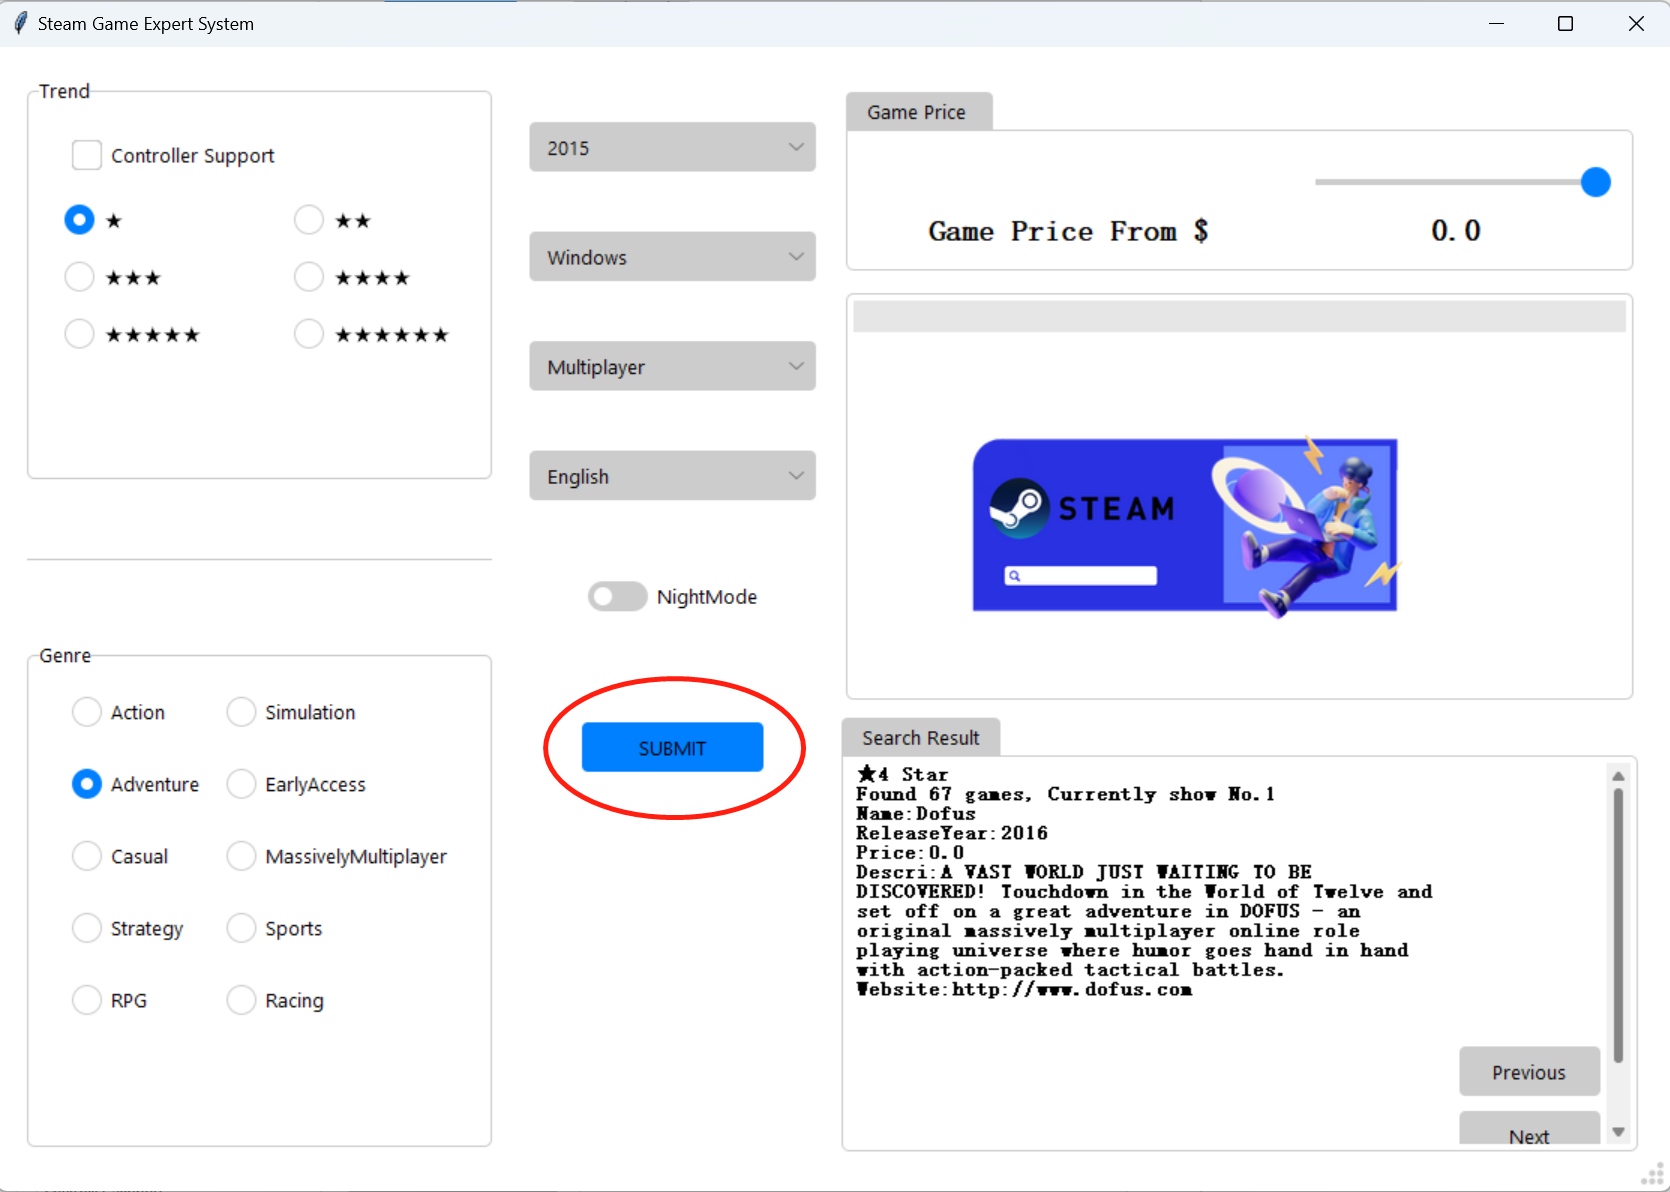 Steam Game Expert System
Trend
Controller Support
★
★★
★★★
★★★★
★★★★★
★★★★★★
Genre
Action
Simulation
Adventure
EarlyAccess
Casual
MassivelyMultiplayer
Strategy
Sports
RPG
Racing
2015
Windows
Multiplayer
English
NightMode
SUBMIT
Game Price
Game Price From $ 0.0
STEAM
Search Result
★4 Star
Found 67 games, Currently show No.1
Name:Dofus
ReleaseYear:2016
Price:0.0
Descri:A VAST WORLD JUST WAITING TO BE
DISCOVERED! Touchdown in the World of Twelve and
set off on a great adventure in DOFUS - an
original massively multiplayer online role
playing universe where humor goes hand in hand
with action-packed tactical battles.
Website:http://www.dofus.com
Previous
Next